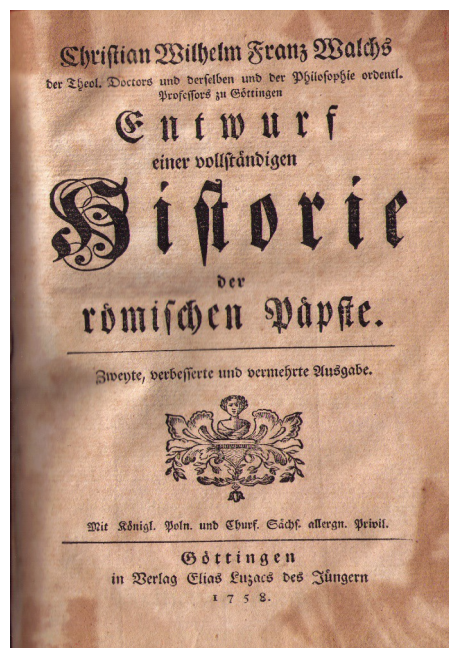 Christian Wilhelm Franz Walchs
der Theol. Doctors und derselben und der Philosophie ordentl.
Professors zu Göttingen
Entwurf
einer vollständigen
Historie
der
römischen Päpste.
Zweyte, verbesserte und vermehrte Ausgabe.
Mit Königl. Poln. und Churf. Sächs. allergn. Privil.
Göttingen
in Verlag Elias Luzacs des Jüngern
1758.